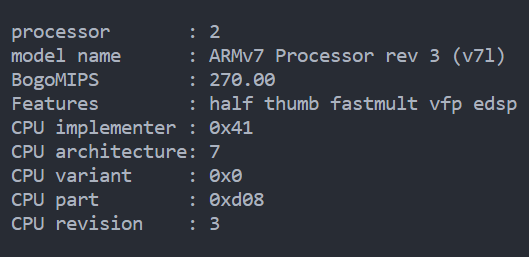 processor       : 2
model name      : ARMv7 Processor rev 3 (v7l)
BogoMIPS        : 270.00
Features        : half thumb fastmult vfp edsp
CPU implementer : 0x41
CPU architecture: 7
CPU variant     : 0x0
CPU part        : 0xd08
CPU revision    : 3